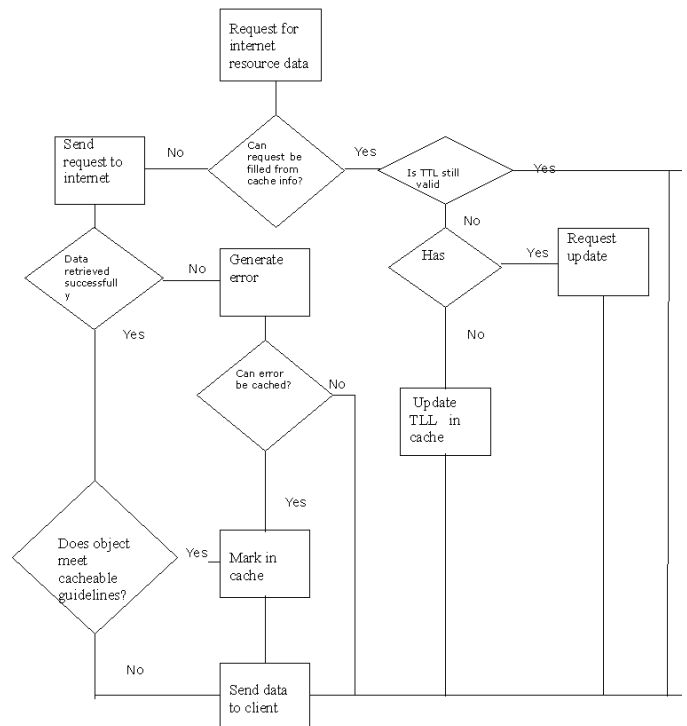 Request for
internet
resource data
Send
request to
internet
No
Can
request be
filled from
cache info?
Yes
Is TTL still
valid
Yes
No
Data
retrieved
successfull
y
No
Generate
error
Has
Yes
Request
update
Yes
No
Can error
be cached?
No
Update
TLL in
cache
Yes
Does object
meet
cacheable
guidelines?
Yes
Mark in
cache
No
Send data
to client